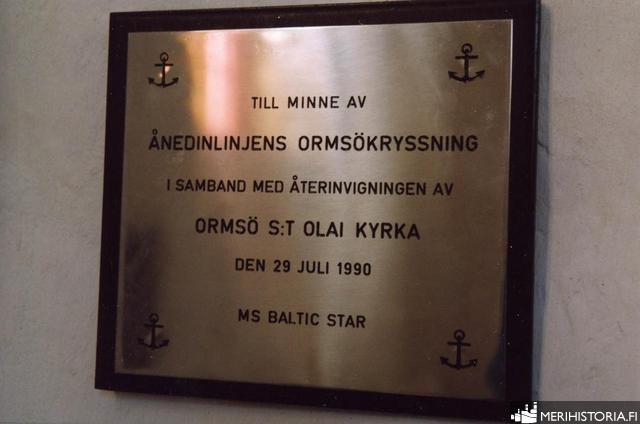 TILL MINNE AV
ÅNEDINLINJENS ORMSÖKRYSSNING
I SAMBAND MED ÅTERINVIGNINGEN AV
ORMSÖ S:T OLAI KYRKA
DEN 29 JULI 1990
MS BALTIC STAR
MERIHISTORIA.FI